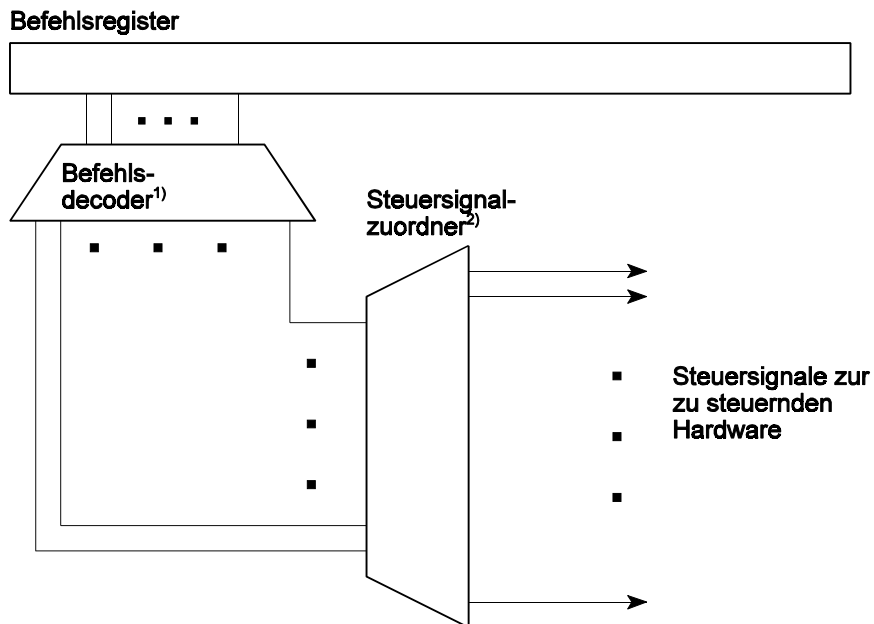 Befehlsregister
Befehls-
decoder1)
Steuersignal-
zuordner2)
Steuersignale zur
zu steuernden
Hardware